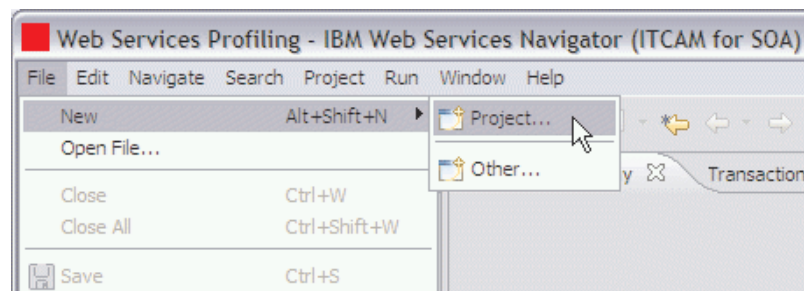 Web Services Profiling - IBM Web Services Navigator (ITCAM for SOA)
File Edit Navigate Search Project Run Window Help
New Alt+Shift+N Project...
Open File...
Other...
y Transaction
Close Ctrl+W
Close All Ctrl+Shift+W
Save Ctrl+S